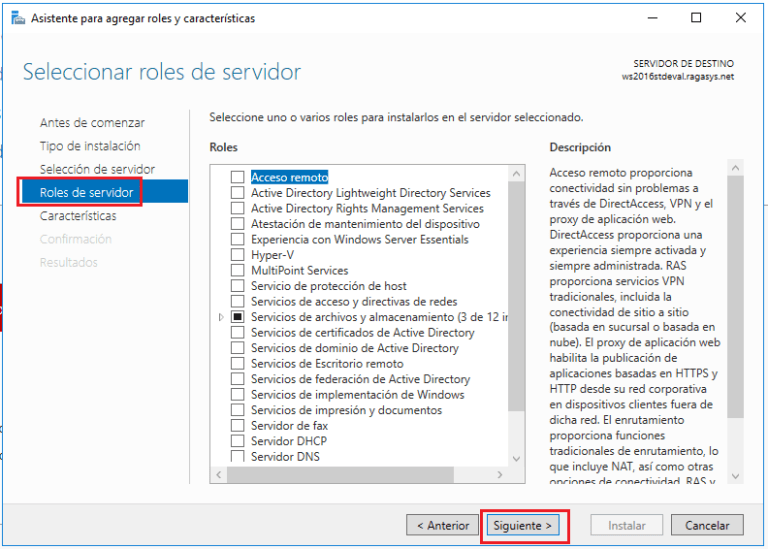 Asistente para agregar roles y características
Seleccionar roles de servidor
SERVIDOR DE DESTINO
ws2016stdeval.ragasys.net
Antes de comenzar
Tipo de instalación
Selección de servidor
Roles de servidor
Características
Confirmación
Resultados
Seleccione uno o varios roles para instalarlos en el servidor seleccionado.
Roles
Acceso remoto
Active Directory Lightweight Directory Services
Active Directory Rights Management Services
Atestación de mantenimiento del dispositivo
Experiencia con Windows Server Essentials
Hyper-V
MultiPoint Services
Servicio de protección de host
Servicios de acceso y directivas de redes
Servicios de archivos y almacenamiento (3 de 12 in
Servicios de certificados de Active Directory
Servicios de dominio de Active Directory
Servicios de Escritorio remoto
Servicios de federación de Active Directory
Servicios de implementación de Windows
Servicios de impresión y documentos
Servidor de fax
Servidor DHCP
Servidor DNS
Descripción
Acceso remoto proporciona
conectividad sin problemas a
través de DirectAccess, VPN y el
proxy de aplicación web.
DirectAccess proporciona una
experiencia siempre activada y
siempre administrada. RAS
proporciona servicios VPN
tradicionales, incluida la
conectividad de sitio a sitio
(basada en sucursal o basada en
nube). El proxy de aplicación web
habilita la publicación de
aplicaciones basadas en HTTPS y
HTTP desde su red corporativa
en dispositivos clientes fuera de
dicha red. El enrutamiento
proporciona funciones
tradicionales de enrutamiento, lo
que incluye NAT, así como otras
opciones de conectividad. RAS y
< Anterior
Siguiente >
Instalar
Cancelar